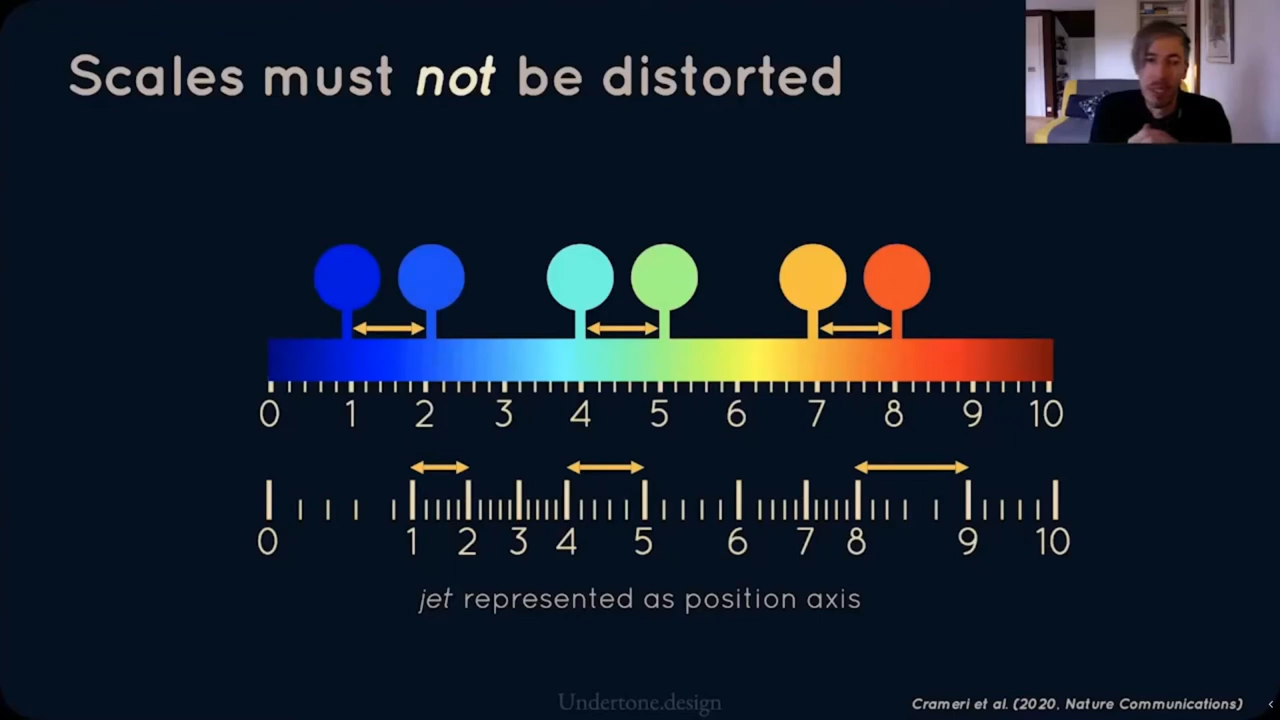 Scales must not be distorted
0 1 2 3 4 5 6 7 8 9 10
0 1 2 3 4 5 6 7 8 9 10
jet represented as position axis
Undertone.design
Crameri et al. (2020, Nature Communications)